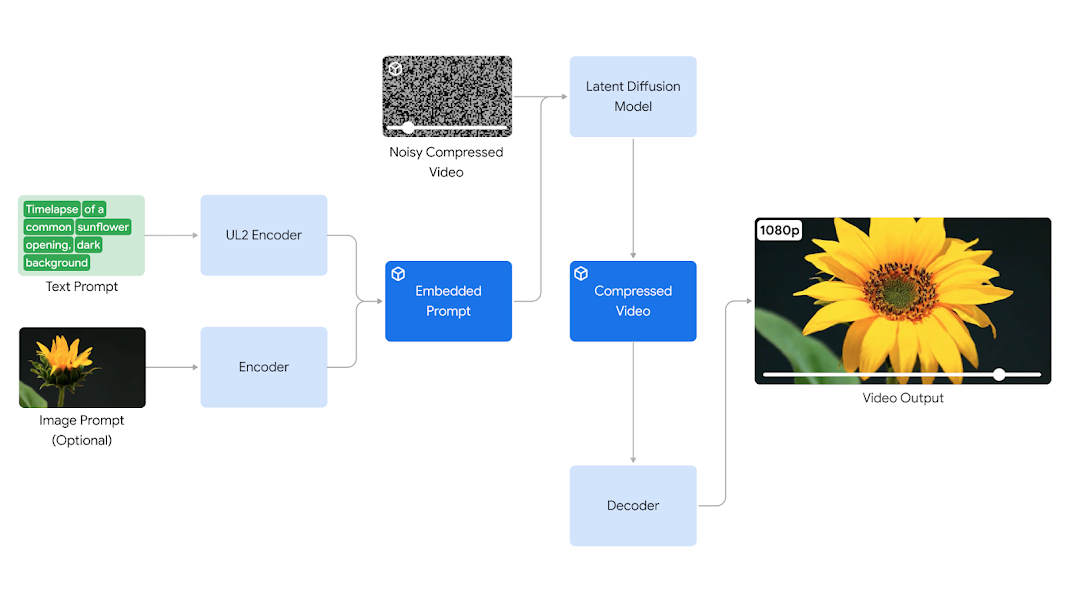 Noisy Compressed
Video
Latent Diffusion
Model
Timelapse of a
common sunflower
opening, dark
background
Text Prompt
UL2 Encoder
Image Prompt
(Optional)
Encoder
Embedded
Prompt
Compressed
Video
Decoder
1080p
Video Output